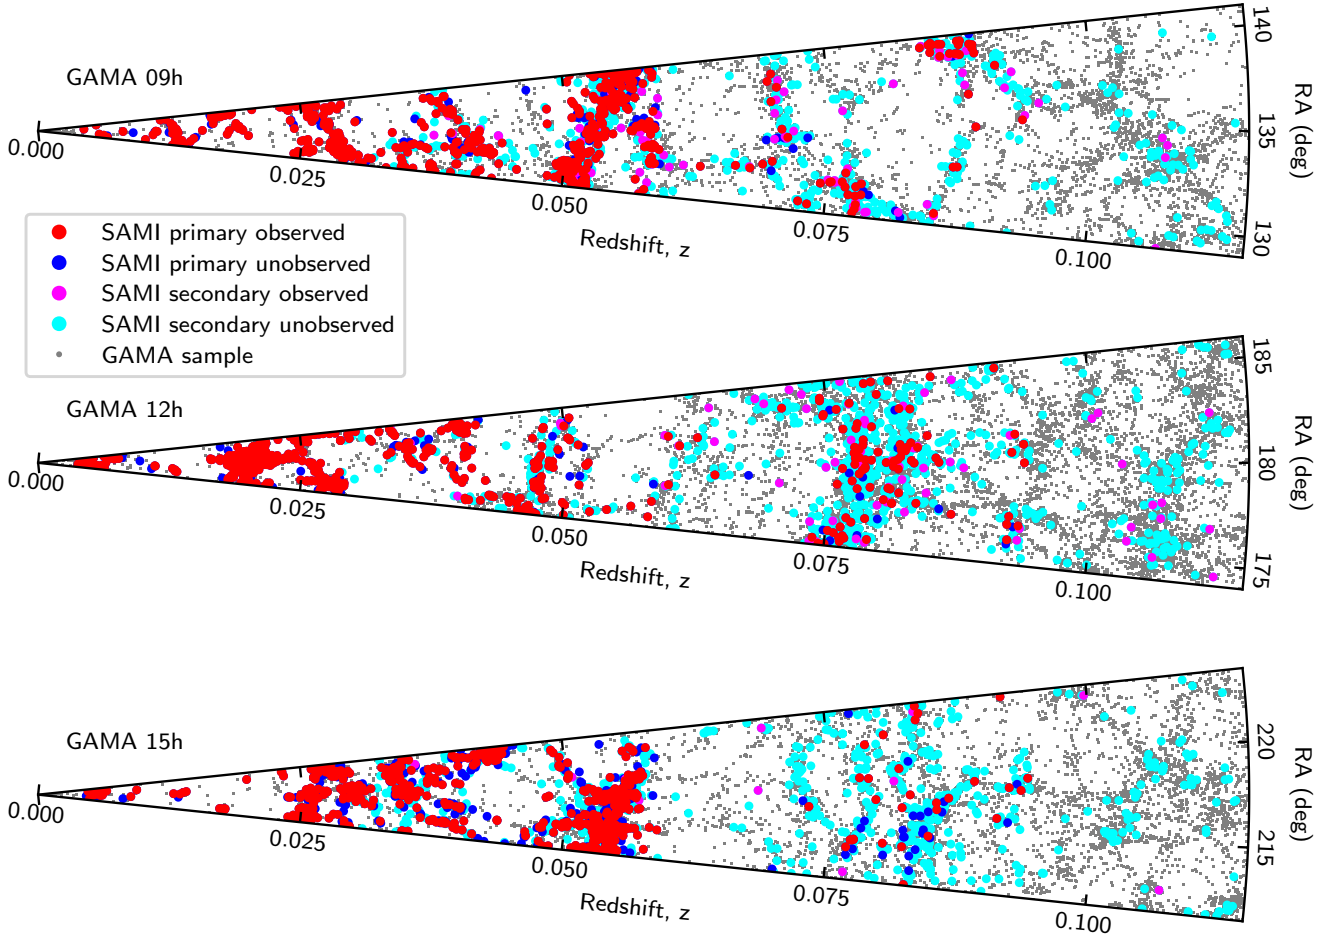 GAMA 09h
0.000
0.025
0.050
0.075
0.100
Redshift, z
140
135
130
RA (deg)
SAMI primary observed
SAMI primary unobserved
SAMI secondary observed
SAMI secondary unobserved
GAMA sample
GAMA 12h
0.000
0.025
0.050
0.075
0.100
Redshift, z
185
180
175
RA (deg)
GAMA 15h
0.000
0.025
0.050
0.075
0.100
Redshift, z
220
215
RA (deg)